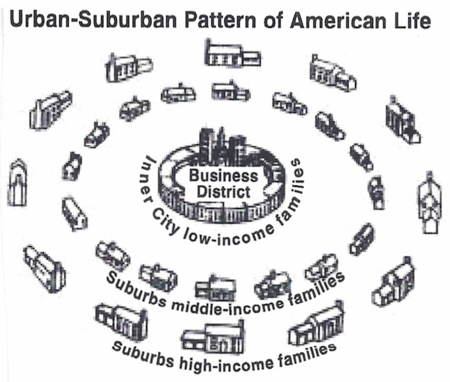 Urban-Suburban Pattern of American Life
Business
District
Inner City low-income families
Suburbs middle-income families
Suburbs high-income families